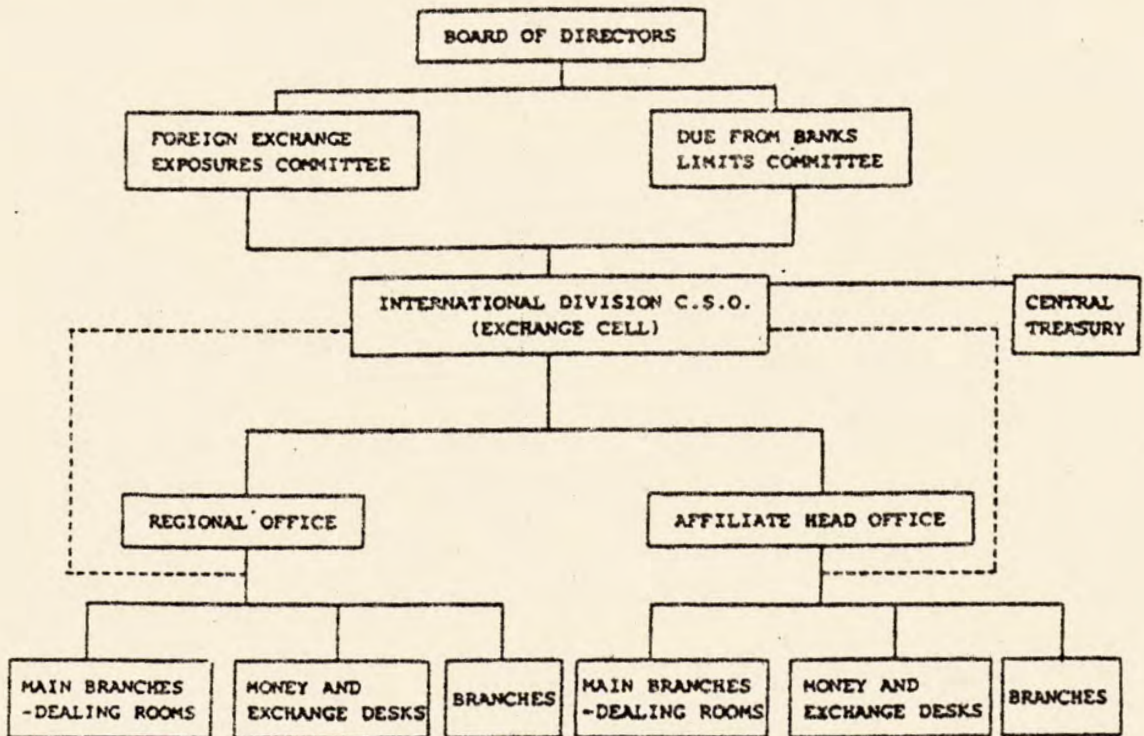 BOARD OF DIRECTORS
FOREIGN EXCHANGE
EXPOSURES COMMITTEE
DUE FROM BANKS
LIMITS COMMITTEE
INTERNATIONAL DIVISION C.S.O.
(EXCHANGE CELL)
CENTRAL
TREASURY
REGIONAL OFFICE
AFFILIATE HEAD OFFICE
MAIN BRANCHES
-DEALING ROOMS
MONEY AND
EXCHANGE DESKS
BRANCHES
MAIN BRANCHES
-DEALING ROOMS
MONEY AND
EXCHANGE DESKS
BRANCHES